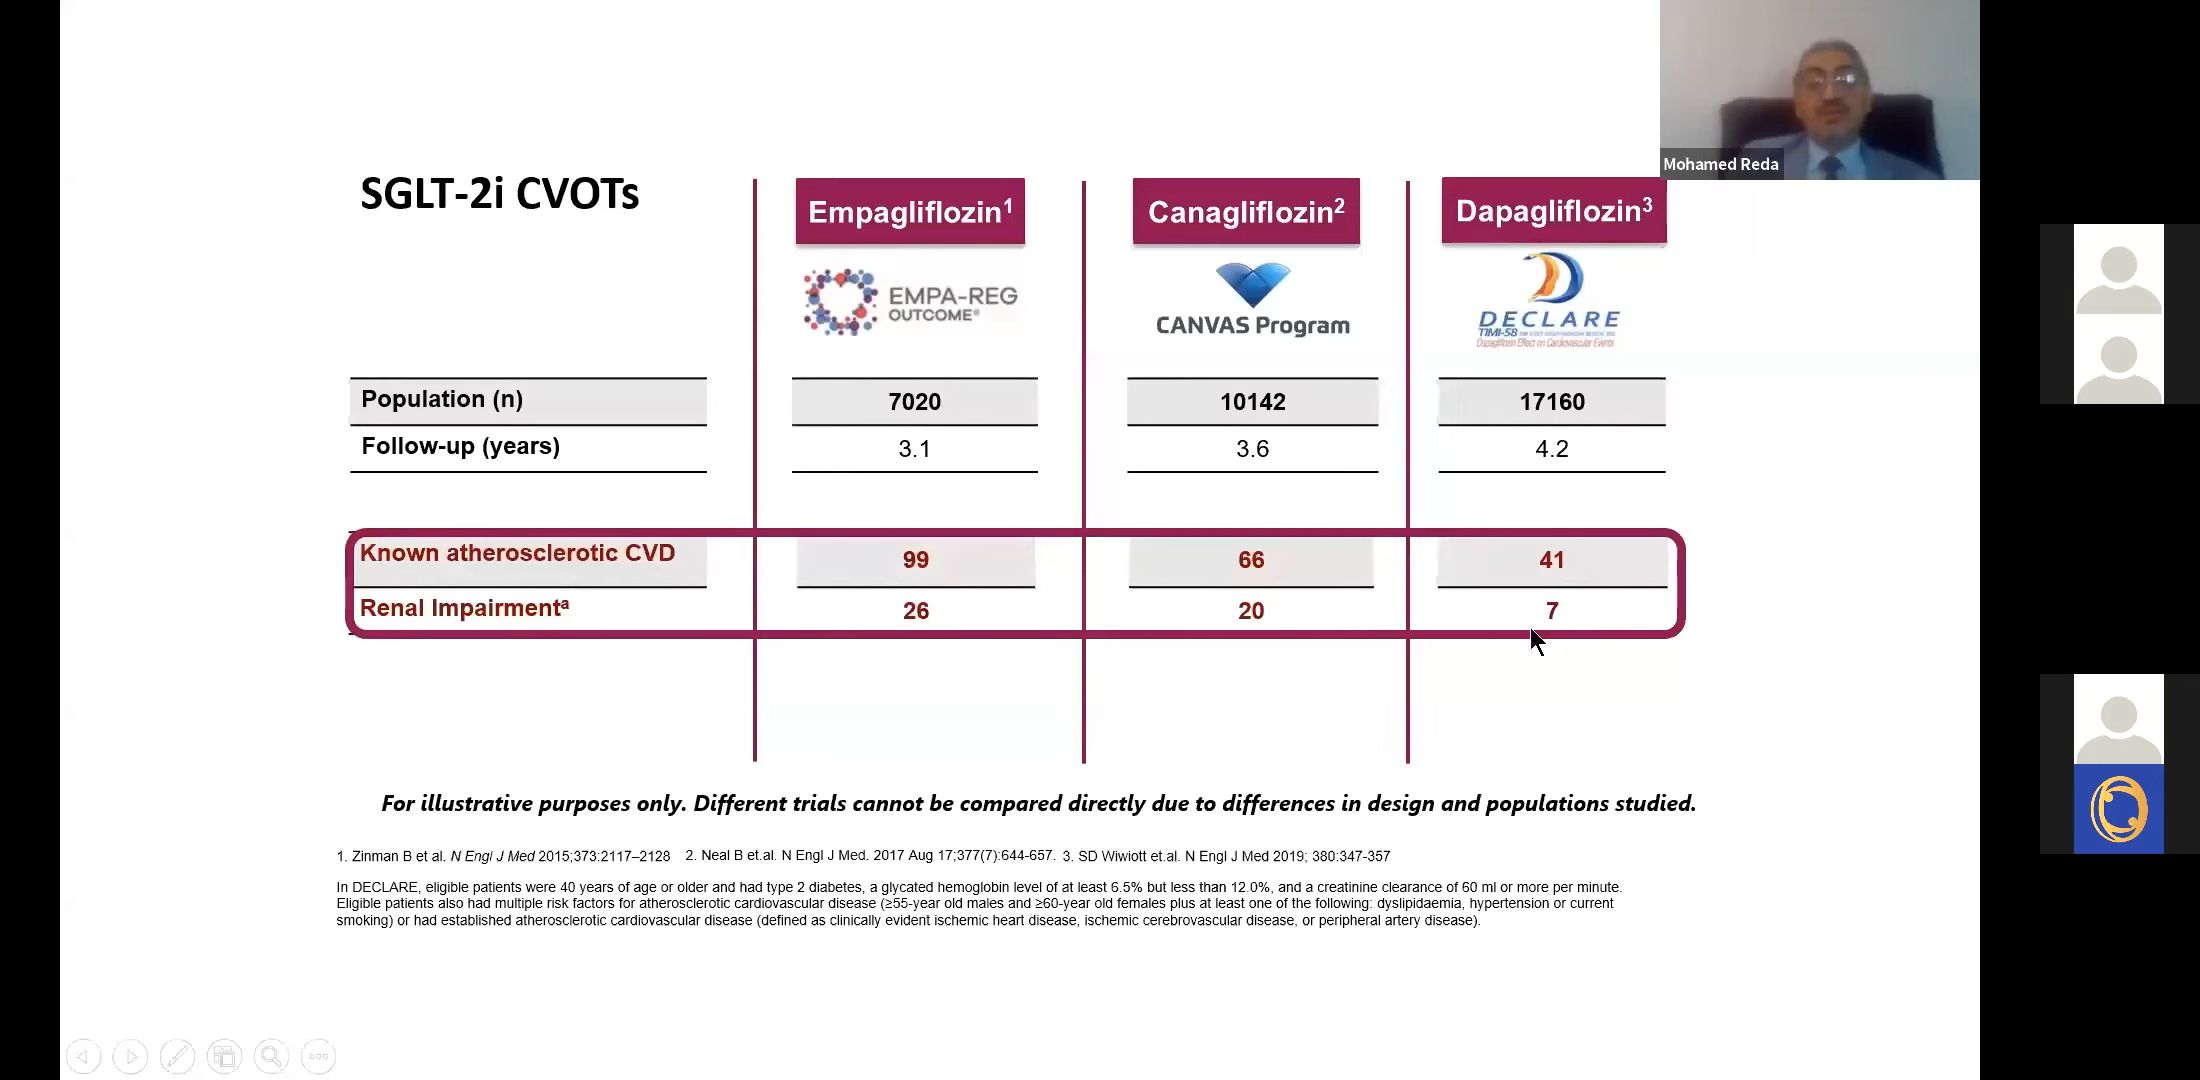 Mohamed Reda
SGLT-2i CVOTs
Empagliflozin1
Canagliflozin2
Dapagliflozin3
EMPA-REG
OUTCOME®
CANVAS Program
DECLARE
TIMI-58
Dapagliflozin Effect on Cardiovascular Events
Population (n) 7020 10142 17160
Follow-up (years) 3.1 3.6 4.2
Known atherosclerotic CVD 99 66 41
Renal Impairmentª 26 20 7
For illustrative purposes only. Different trials cannot be compared directly due to differences in design and populations studied.
1. Zinman B et al. N Engl J Med 2015;373:2117–2128 2. Neal B et.al. N Engl J Med. 2017 Aug 17;377(7):644-657. 3. SD Wiwiott et.al. N Engl J Med 2019; 380:347-357
In DECLARE, eligible patients were 40 years of age or older and had type 2 diabetes, a glycated hemoglobin level of at least 6.5% but less than 12.0%, and a creatinine clearance of 60 ml or more per minute.
Eligible patients also had multiple risk factors for atherosclerotic cardiovascular disease (≥55-year old males and ≥60-year old females plus at least one of the following: dyslipidaemia, hypertension or current
smoking) or had established atherosclerotic cardiovascular disease (defined as clinically evident ischemic heart disease, ischemic cerebrovascular disease, or peripheral artery disease).